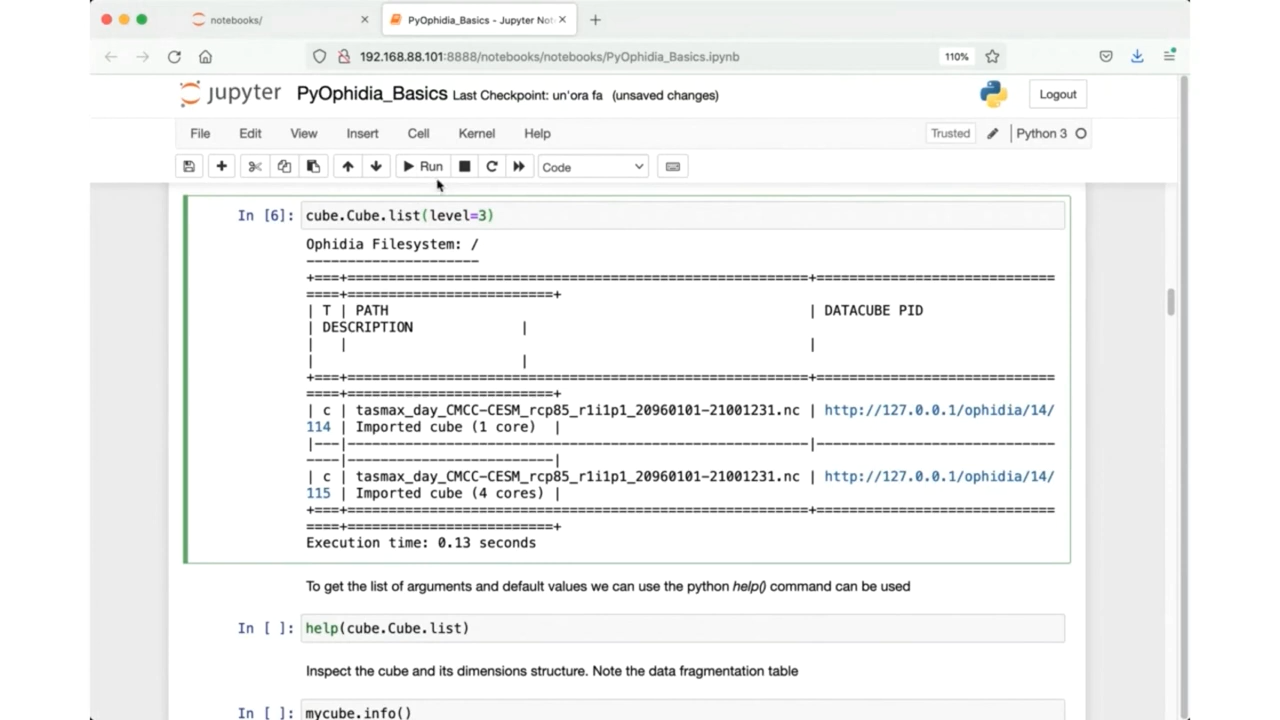 notebooks/
PyOphidia_Basics - Jupyter Not
192.168.88.101:8888/notebooks/notebooks/PyOphidia_Basics.ipynb
110%
jupyter PyOphidia_Basics Last Checkpoint: un'ora fa (unsaved changes)
Logout
File Edit View Insert Cell Kernel Help
Trusted
Python 3
Run
Code
In [6]: cube.Cube.list(level=3)
Ophidia Filesystem: /
---------------------
+===+======================================================+=============================
====+=========================+
| T | PATH | DATACUBE PID
| DESCRIPTION |
| | |
| |
+===+======================================================+=============================
====+=========================+
| c | tasmax_day_CMCC-CESM_rcp85_r1i1p1_20960101-21001231.nc | http://127.0.0.1/ophidia/14/
114 | Imported cube (1 core) |
|---|------------------------------------------------------|-----------------------------
----|-------------------------|
| c | tasmax_day_CMCC-CESM_rcp85_r1i1p1_20960101-21001231.nc | http://127.0.0.1/ophidia/14/
115 | Imported cube (4 cores) |
+===+======================================================+=============================
====+=========================+
Execution time: 0.13 seconds
To get the list of arguments and default values we can use the python help() command can be used
In [ ]: help(cube.Cube.list)
Inspect the cube and its dimensions structure. Note the data fragmentation table
In [ ]: mycube.info()